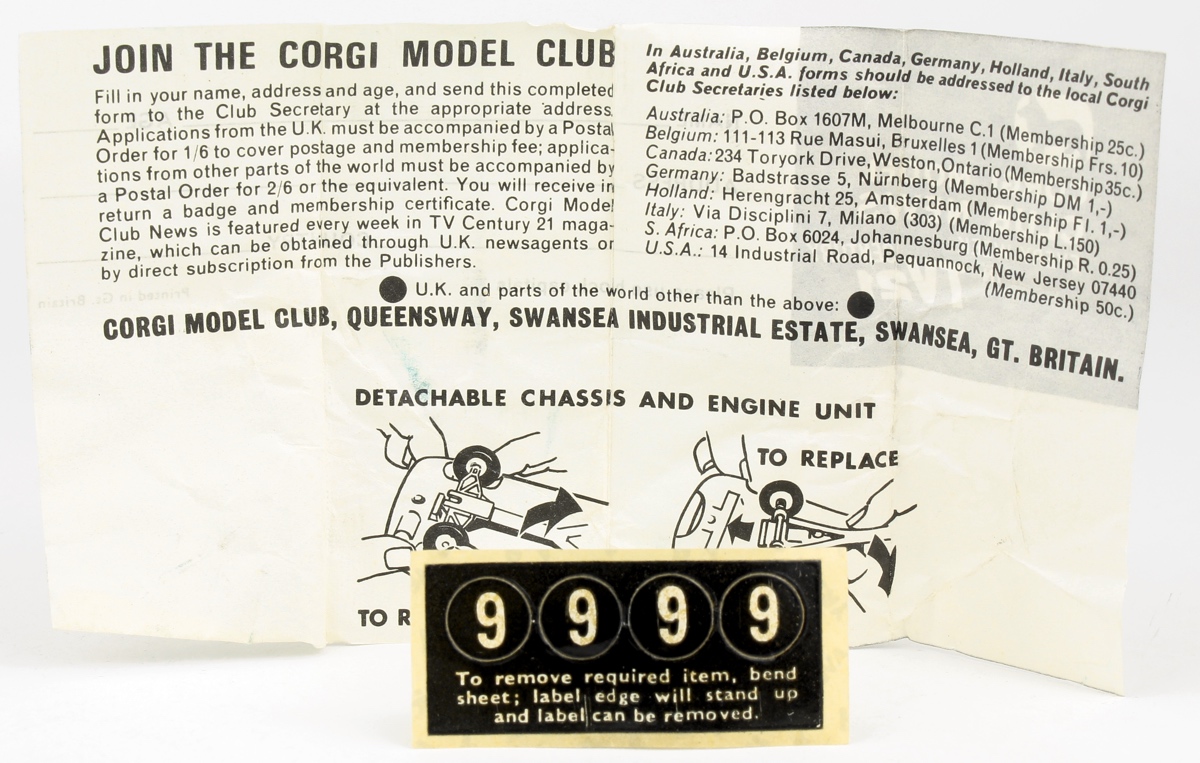 JOIN THE CORGI MODEL CLUB
Fill in your name, address and age, and send this completed
form to the Club Secretary at the appropriate address.
Applications from the U.K. must be accompanied by a Postal
Order for 1/6 to cover postage and membership fee; applica-
tions from other parts of the world must be accompanied by
a Postal Order for 2/6 or the equivalent. You will receive in
return a badge and membership certificate. Corgi Model
Club News is featured every week in TV Century 21 maga-
zine, which can be obtained through U.K. newsagents or
by direct subscription from the Publishers.
In Australia, Belgium, Canada, Germany, Holland, Italy, South
Africa and U.S.A. forms should be addressed to the local Corgi
Club Secretaries listed below:
Australia: P.O. Box 1607M, Melbourne C.1 (Membership 25c.)
Belgium: 111-113 Rue Masui, Bruxelles 1 (Membership Frs. 10)
Canada: 234 Toryork Drive, Weston, Ontario (Membership 35c.)
Germany: Badstrasse 5, Nürnberg (Membership DM 1,-)
Holland: Herengracht 25, Amsterdam (Membership Fl. 1,-)
Italy: Via Disciplini 7, Milano (303) (Membership L.150)
S. Africa: P.O. Box 6024, Johannesburg (Membership R. 0.25)
U.S.A.: 14 Industrial Road, Pequannock, New Jersey 07440
(Membership 50c.)
U.K. and parts of the world other than the above:
CORGI MODEL CLUB, QUEENSWAY, SWANSEA INDUSTRIAL ESTATE, SWANSEA, GT. BRITAIN.
DETACHABLE CHASSIS AND ENGINE UNIT
TO REPLACE
TO R
9 9 9 9
To remove required item, bend
sheet; label edge will stand up
and label can be removed.